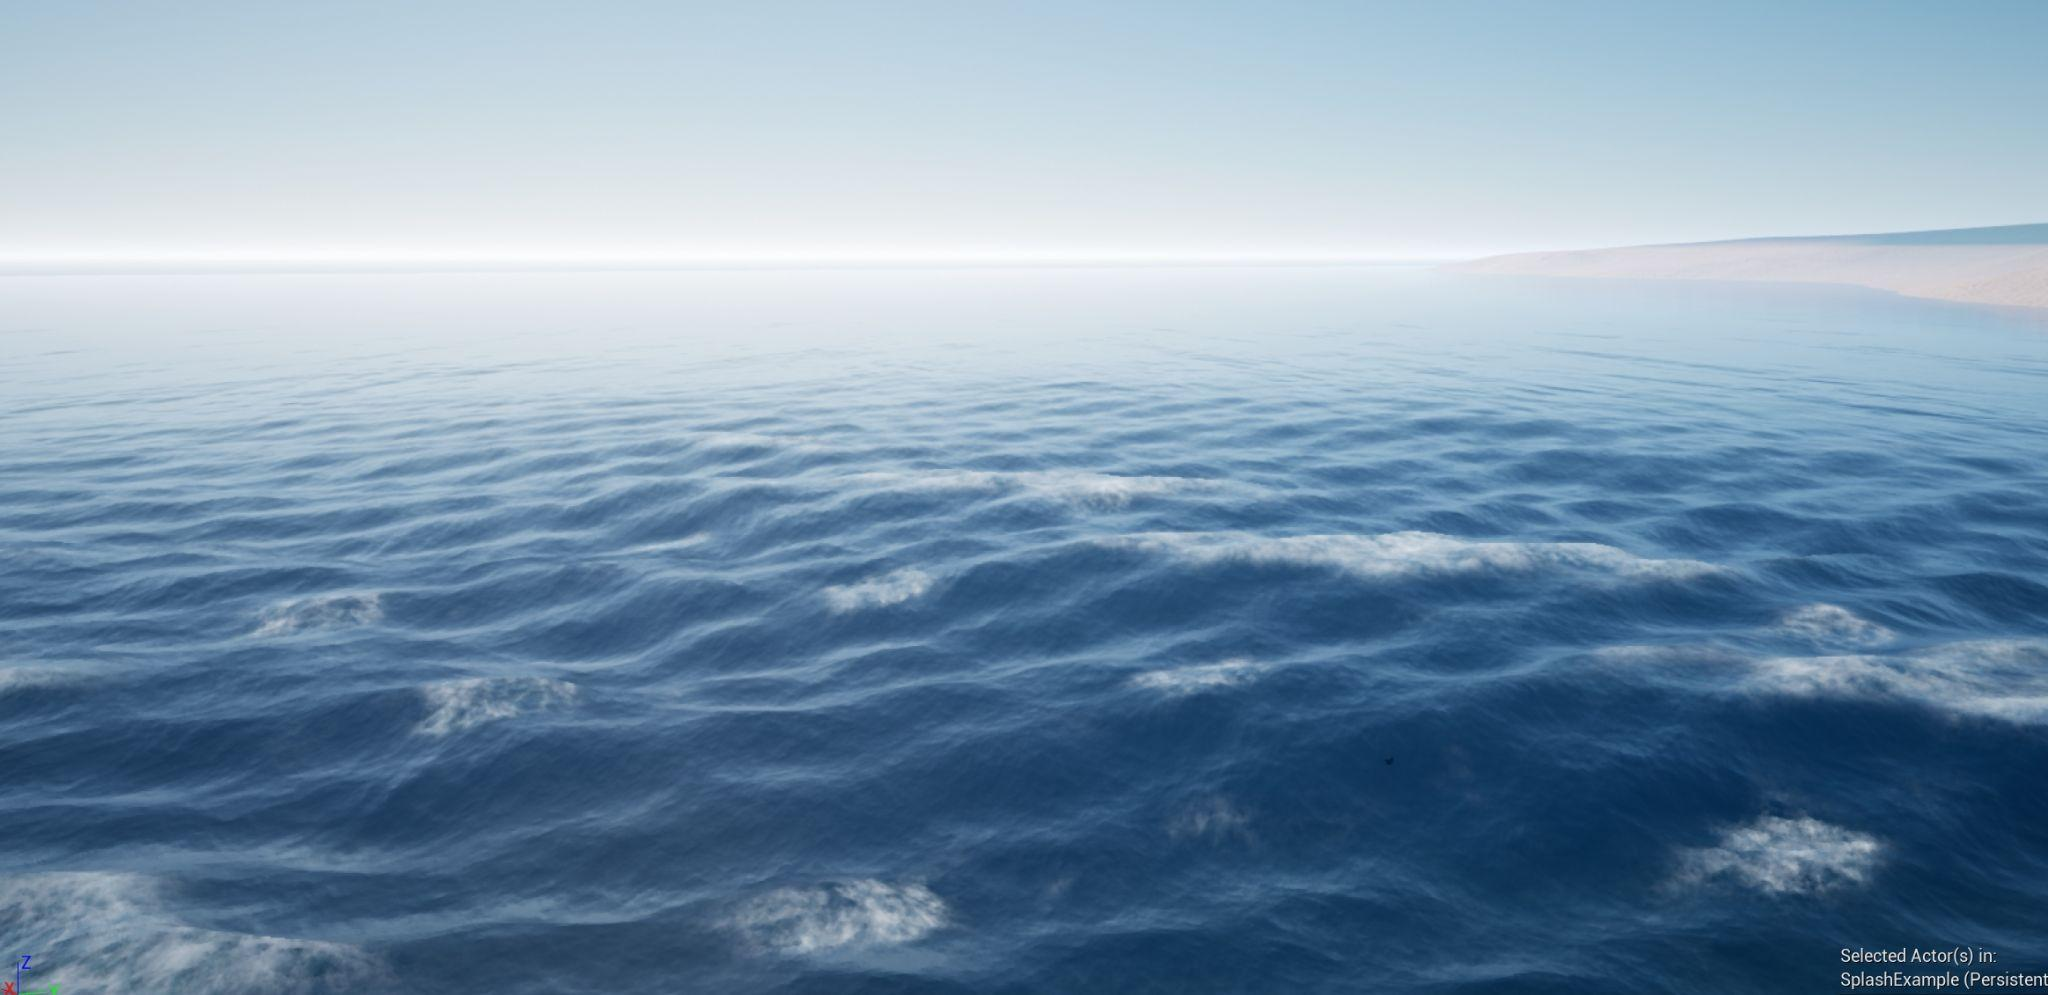 Selected Actor(s) in:
SplashExample (Persistent
Z
X
Y